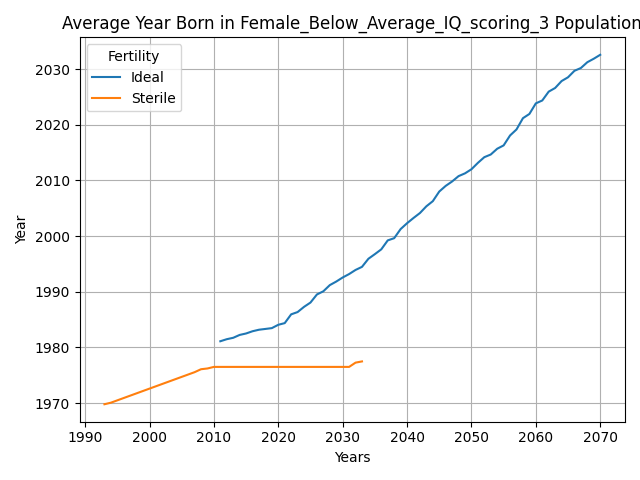 Average Year Born in Female_Below_Average_IQ_scoring_3 Population
Fertility
Ideal
Sterile
Year
2030
2020
2010
2000
1990
1980
1970
1990 2000 2010 2020 2030 2040 2050 2060 2070
Years